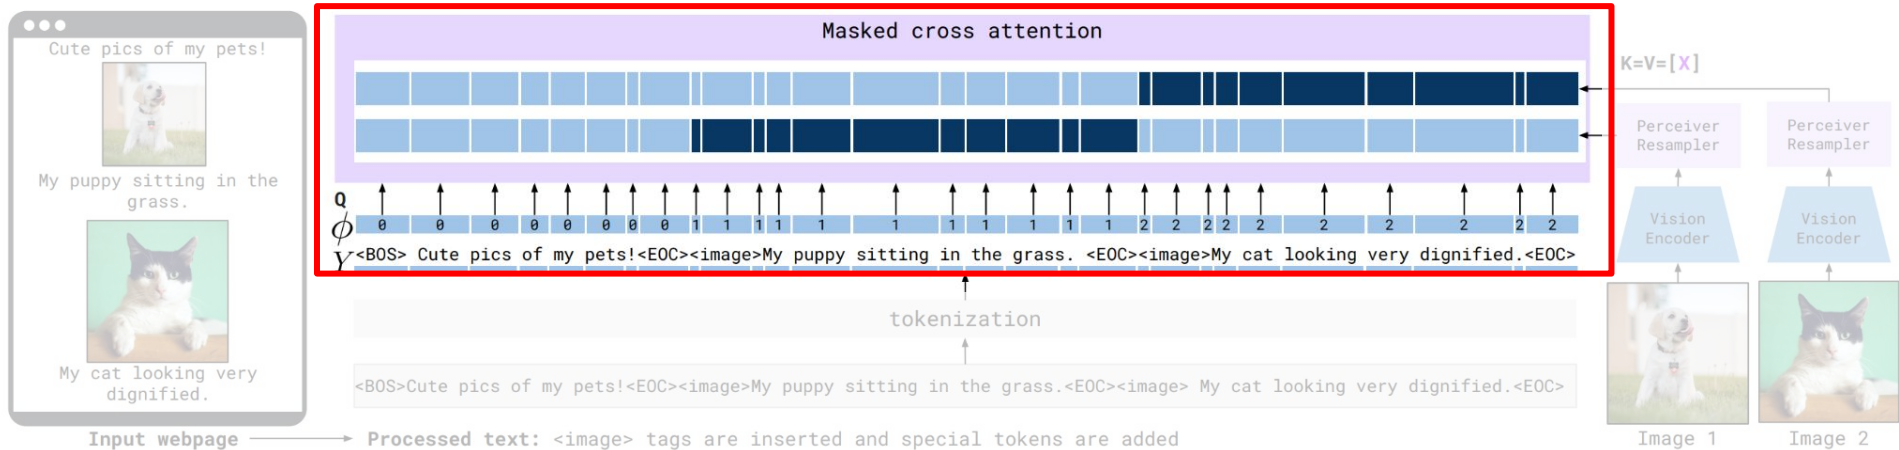 Cute pics of my pets!
My puppy sitting in the
grass.
My cat looking very
dignified.
Input webpage
Masked cross attention
K=V=[X]
Q
ϕ 0 0 0 0 0 0 0 0 1 1 1 1 1 1 1 1 1 1 1 2 2 2 2 2 2 2 2 2 2
Y <BOS> Cute pics of my pets!<EOC><image>My puppy sitting in the grass. <EOC><image>My cat looking very dignified.<EOC>
tokenization
<BOS>Cute pics of my pets!<EOC><image>My puppy sitting in the grass.<EOC><image> My cat looking very dignified.<EOC>
Processed text: <image> tags are inserted and special tokens are added
Perceiver
Resampler
Perceiver
Resampler
Vision
Encoder
Vision
Encoder
Image 1
Image 2